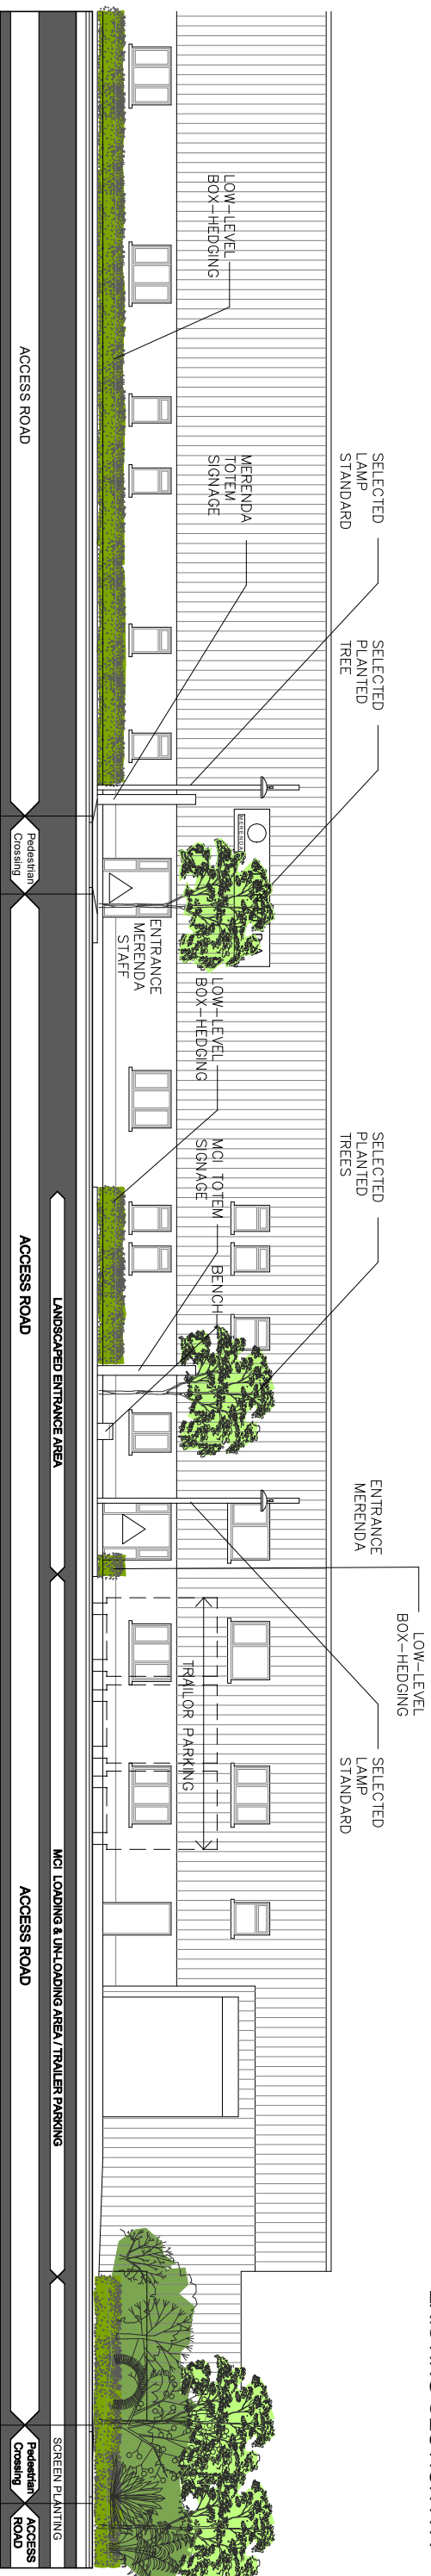 SELECTED
LAMP
STANDARD
SELECTED
PLANTED
TREE
SELECTED
PLANTED
TREES
ENTRANCE
MERENDA
LOW-LEVEL
BOX-HEDGING
SELECTED
LAMP
STANDARD
LOW-LEVEL
BOX-HEDGING
MERENDA
TOTEM
SIGNAGE
MERENDA
ENTRANCE
MERENDA
STAFF
LOW-LEVEL
BOX-HEDGING
MCI TOTEM
SIGNAGE
BENCH
TRAILOR PARKING
LANDSCAPED ENTRANCE AREA
MCI LOADING & UN-LOADING AREA / TRAILER PARKING
SCREEN PLANTING
ACCESS ROAD
Pedestrian
Crossing
ACCESS ROAD
ACCESS ROAD
Pedestrian
Crossing
ACCESS
ROAD